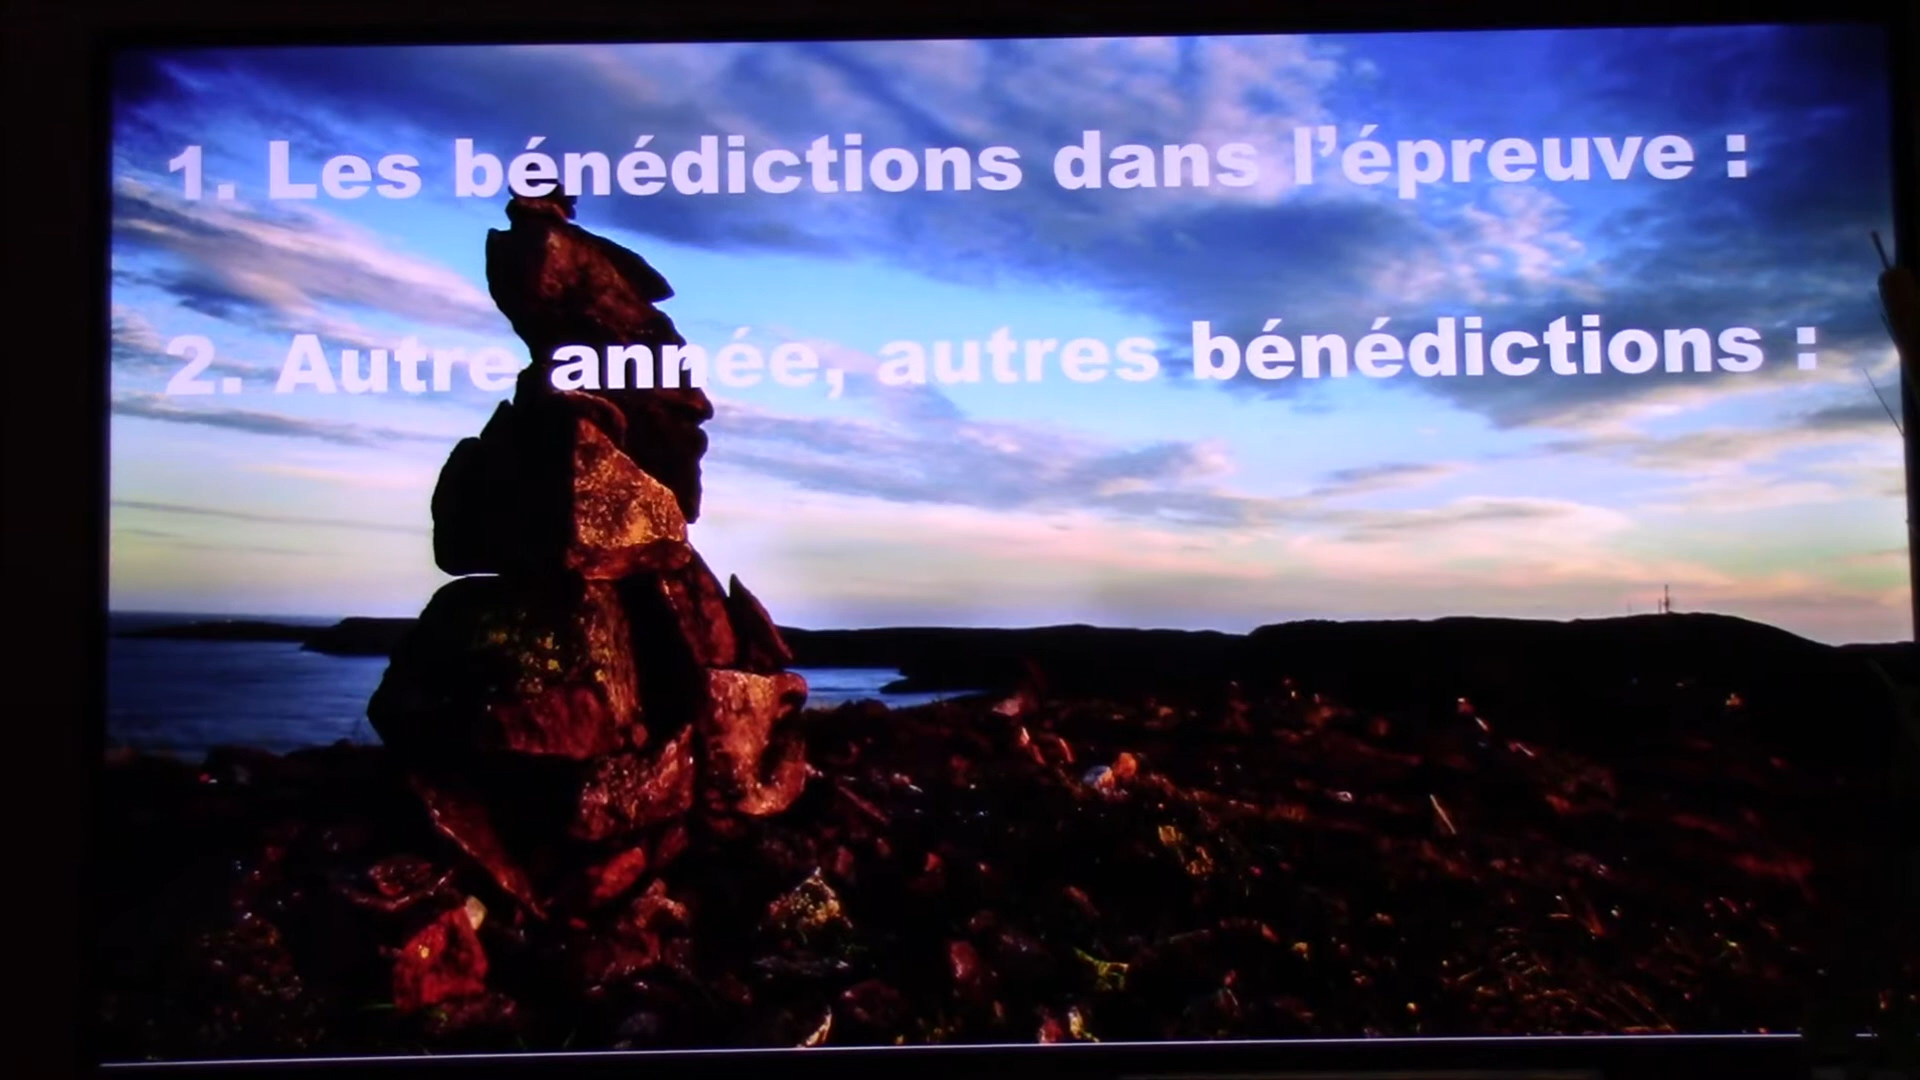 1. Les bénédictions dans l’épreuve :
2. Autre année, autres bénédictions :